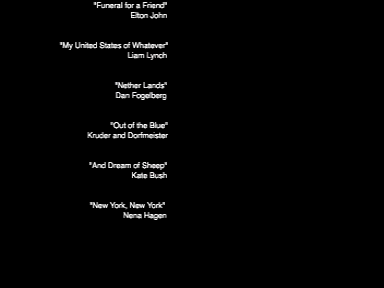 "Funeral for a Friend"
Elton John
"My United States of Whatever"
Liam Lynch
"Nether Lands"
Dan Fogelberg
"Out of the Blue"
Kruder and Dorfmeister
"And Dream of Sheep"
Kate Bush
"New York, New York"
Nena Hagen